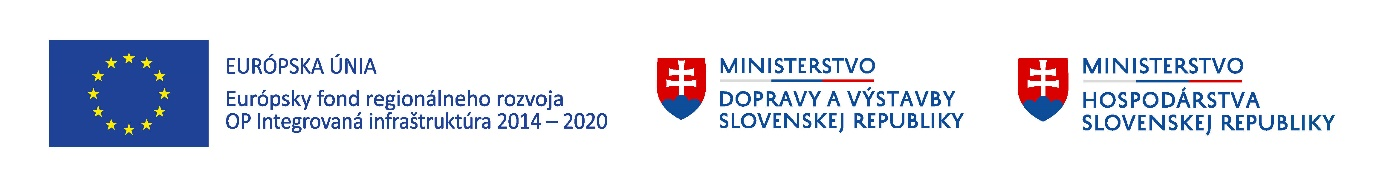 EURÓPSKA ÚNIA
Európsky fond regionálneho rozvoja
OP Integrovaná infraštruktúra 2014 – 2020
MINISTERSTVO
DOPRAVY A VÝSTAVBY
SLOVENSKEJ REPUBLIKY
MINISTERSTVO
HOSPODÁRSTVA
SLOVENSKEJ REPUBLIKY